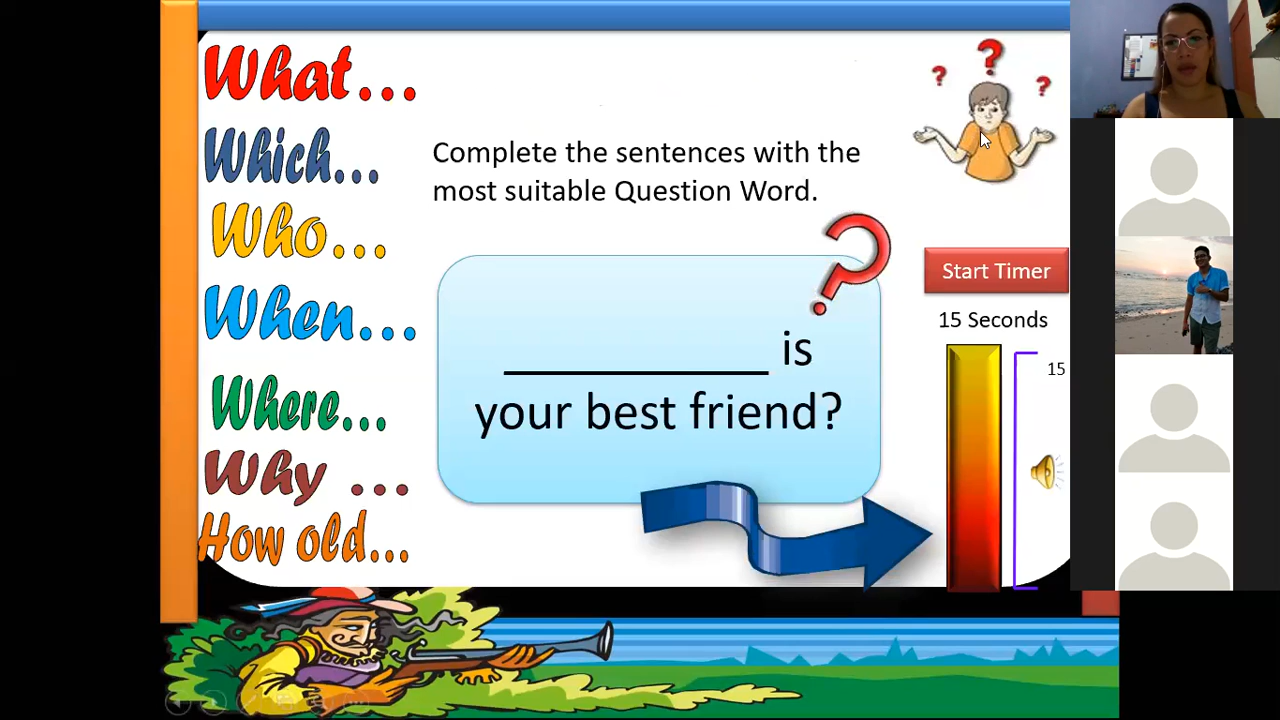 What...
Which...
Who...
When...
Where...
Why ...
How old...
Complete the sentences with the
most suitable Question Word.
____________ is
your best friend?
?
? ? ?
Start Timer
15 Seconds
15